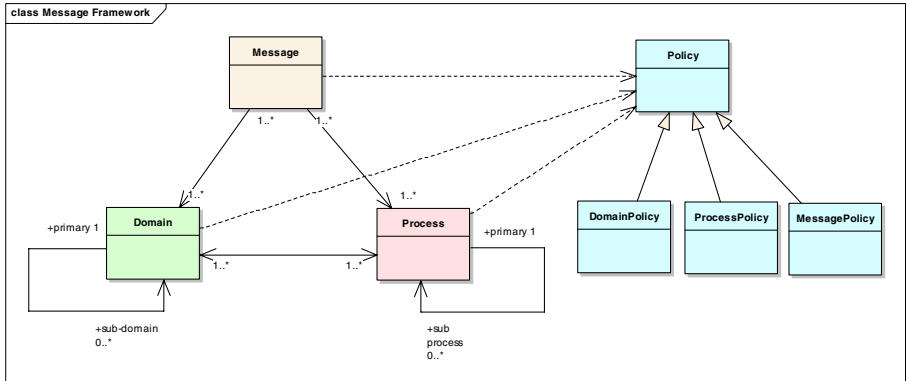 class Message Framework
Message
Policy
1..*
1..*
1..*
1..*
DomainPolicy
ProcessPolicy
MessagePolicy
Domain
Process
+primary 1
+primary 1
1..*
1..*
+sub-domain
0..*
+sub
process
0..*